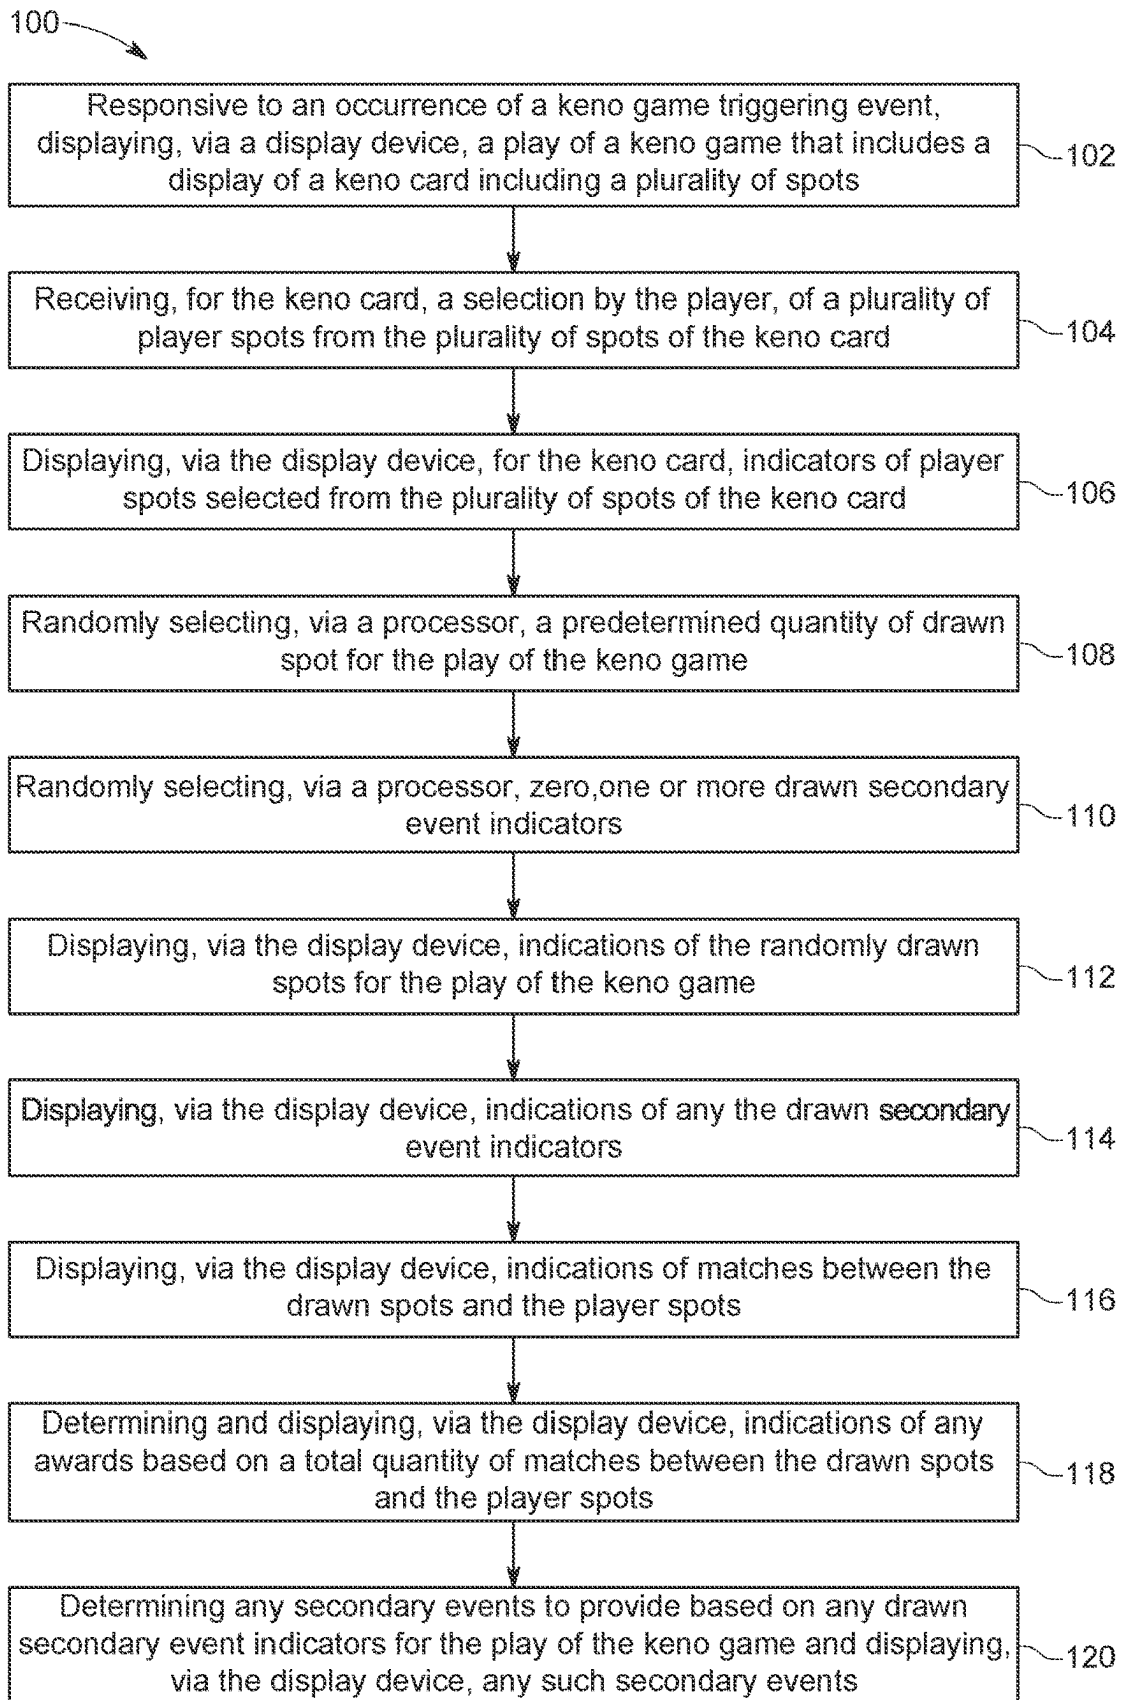 100
Responsive to an occurrence of a keno game triggering event,
displaying, via a display device, a play of a keno game that includes a
display of a keno card including a plurality of spots
102
Receiving, for the keno card, a selection by the player, of a plurality of
player spots from the plurality of spots of the keno card
104
Displaying, via the display device, for the keno card, indicators of player
spots selected from the plurality of spots of the keno card
106
Randomly selecting, via a processor, a predetermined quantity of drawn
spot for the play of the keno game
108
Randomly selecting, via a processor, zero,one or more drawn secondary
event indicators
110
Displaying, via the display device, indications of the randomly drawn
spots for the play of the keno game
112
Displaying, via the display device, indications of any the drawn secondary
event indicators
114
Displaying, via the display device, indications of matches between the
drawn spots and the player spots
116
Determining and displaying, via the display device, indications of any
awards based on a total quantity of matches between the drawn spots
and the player spots
118
Determining any secondary events to provide based on any drawn
secondary event indicators for the play of the keno game and displaying,
via the display device, any such secondary events
120